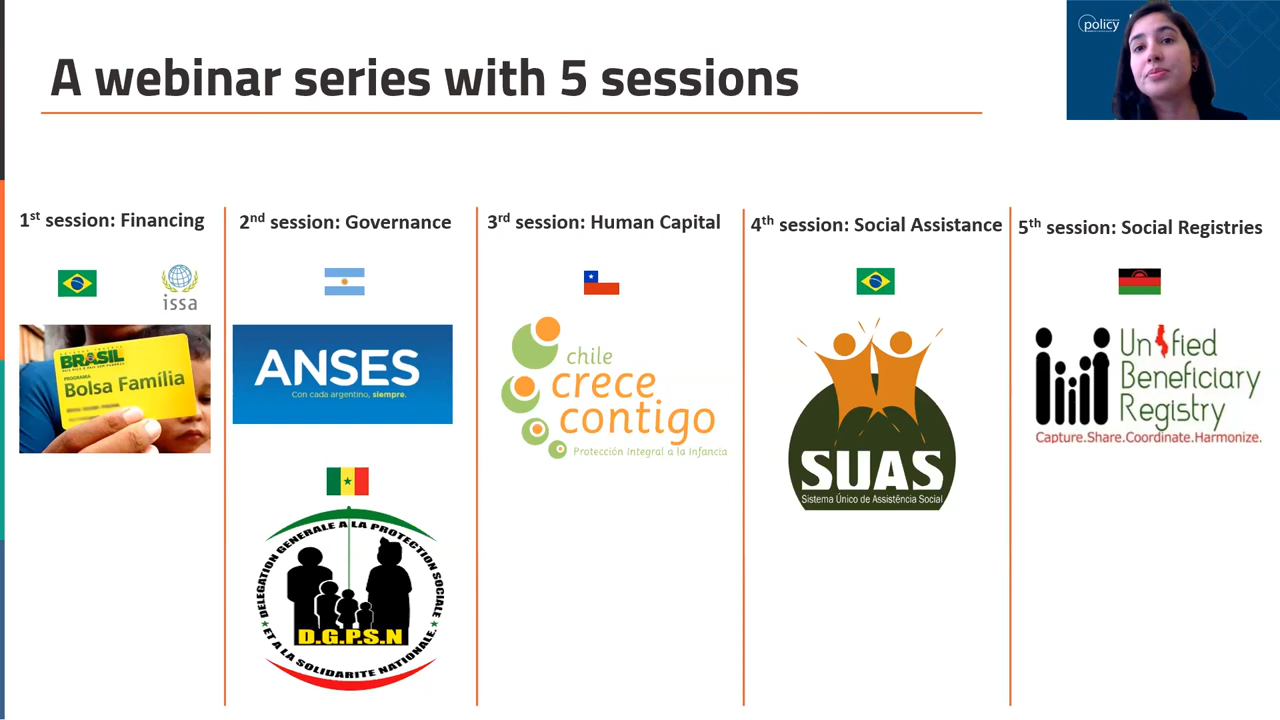 A webinar series with 5 sessions
policy
1st session: Financing
issa
BRASIL
PROGRAMA
Bolsa Família
2nd session: Governance
ANSES
Con cada argentino, siempre.
DELEGATION GENERALE A LA PROTECTION SOCIALE
ET A LA SOLIDARITE NATIONALE.
D.G.P.S.N
3rd session: Human Capital
chile
crece
contigo
Protección Integral a la Infancia
4th session: Social Assistance
SUAS
Sistema Único de Assistência Social
5th session: Social Registries
Unified
Beneficiary
Registry
Capture.Share.Coordinate.Harmonize.